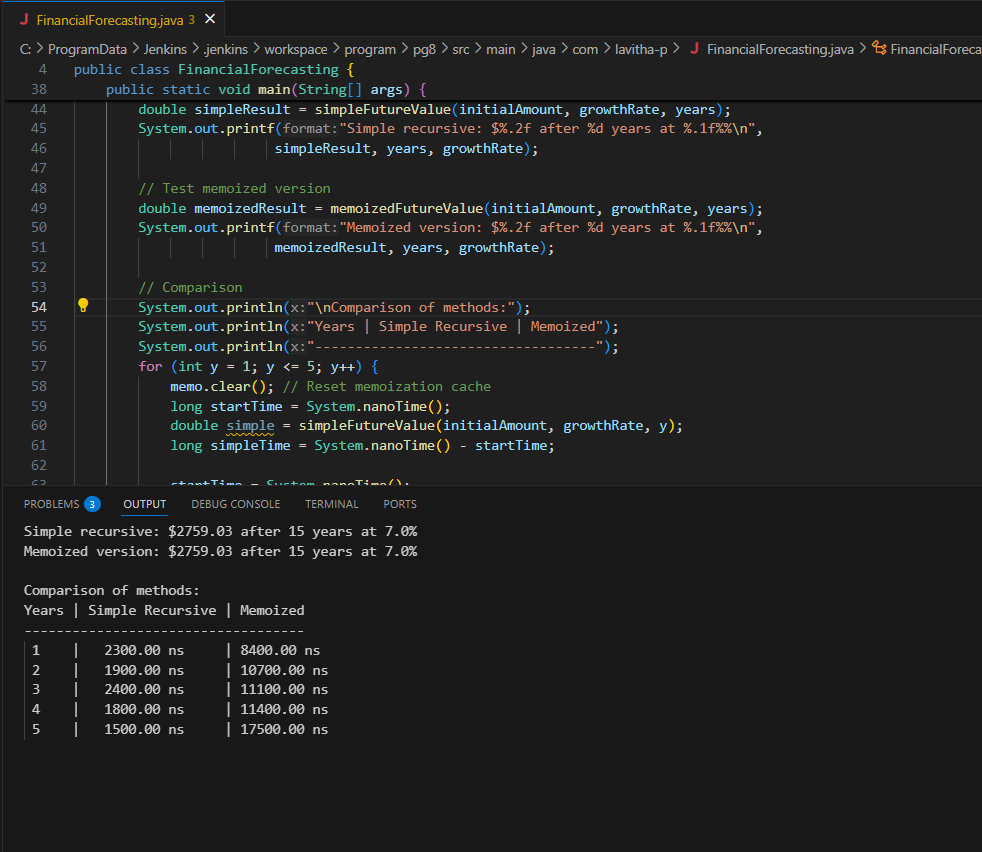 J FinancialForecasting.java 3 ×
C: > ProgramData > Jenkins > .jenkins > workspace > program > pg8 > src > main > java > com > lavitha-p > J FinancialForecasting.java > FinancialForeca
4 public class FinancialForecasting {
38 public static void main(String[] args) {
44 double simpleResult = simpleFutureValue(initialAmount, growthRate, years);
45 System.out.printf(format:"Simple recursive: $%.2f after %d years at %.1f%%\n",
46 simpleResult, years, growthRate);
47
48 // Test memoized version
49 double memoizedResult = memoizedFutureValue(initialAmount, growthRate, years);
50 System.out.printf(format:"Memoized version: $%.2f after %d years at %.1f%%\n",
51 memoizedResult, years, growthRate);
52
53 // Comparison
54 System.out.println(x:"\nComparison of methods:");
55 System.out.println(x:"Years | Simple Recursive | Memoized");
56 System.out.println(x:"-----------------------------------");
57 for (int y = 1; y <= 5; y++) {
58 memo.clear(); // Reset memoization cache
59 long startTime = System.nanoTime();
60 double simple = simpleFutureValue(initialAmount, growthRate, y);
61 long simpleTime = System.nanoTime() - startTime;
62
63 startTime = System.nanoTime();
PROBLEMS 3 OUTPUT DEBUG CONSOLE TERMINAL PORTS
Simple recursive: $2759.03 after 15 years at 7.0%
Memoized version: $2759.03 after 15 years at 7.0%
Comparison of methods:
Years | Simple Recursive | Memoized
-----------------------------------
1 | 2300.00 ns | 8400.00 ns
2 | 1900.00 ns | 10700.00 ns
3 | 2400.00 ns | 11100.00 ns
4 | 1800.00 ns | 11400.00 ns
5 | 1500.00 ns | 17500.00 ns